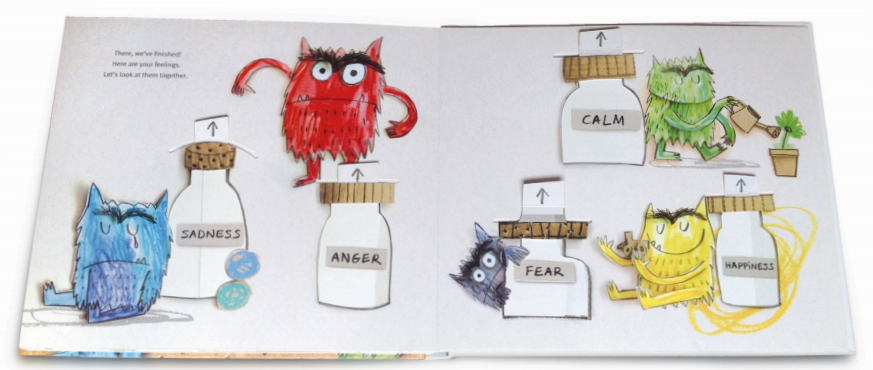 There, we've finished!
Here are your feelings.
Let's look at them together.
SADNESS
ANGER
CALM
FEAR
HAPPINESS